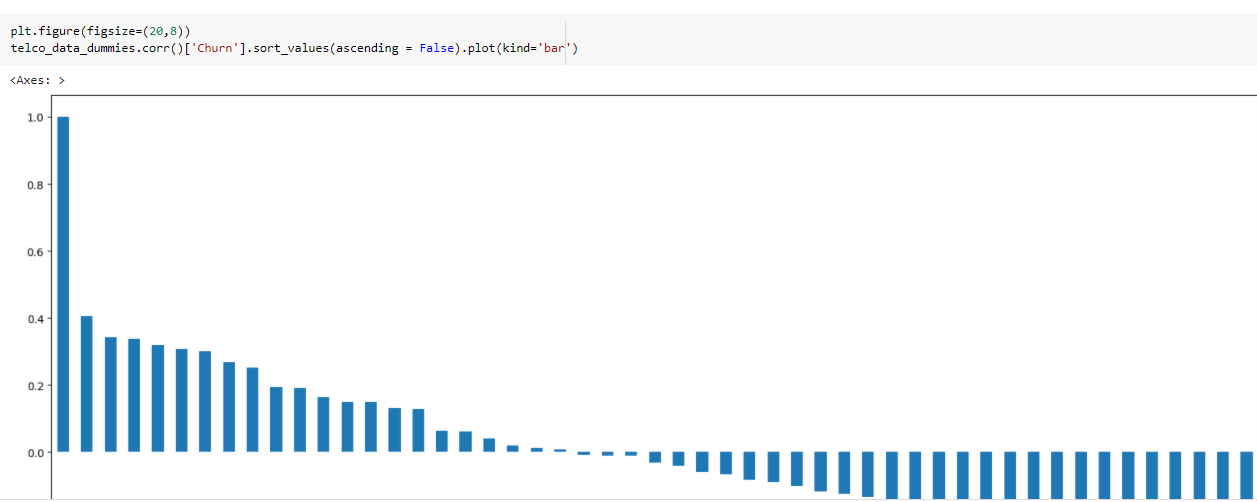 plt.figure(figsize=(20,8))
telco_data_dummies.corr()['Churn'].sort_values(ascending = False).plot(kind='bar')
<Axes: >
1.0
0.8
0.6
0.4
0.2
0.0